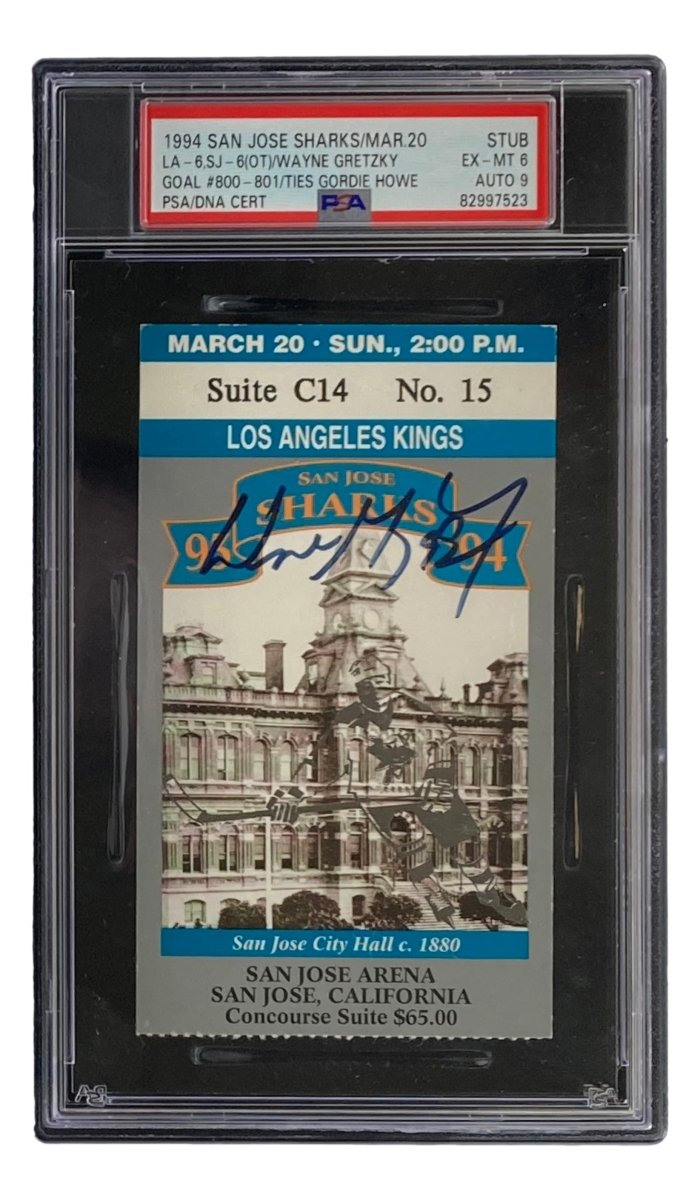 1994 SAN JOSE SHARKS/MAR.20 STUB
LA-6,SJ-6(OT)/WAYNE GRETZKY EX-MT 6
GOAL #800-801/TIES GORDIE HOWE AUTO 9
PSA/DNA CERT PSA 82997523
MARCH 20 · SUN., 2:00 P.M.
Suite C14 No. 15
LOS ANGELES KINGS
SAN JOSE
SHARKS
94
San Jose City Hall c. 1880
SAN JOSE ARENA
SAN JOSE, CALIFORNIA
Concourse Suite $65.00